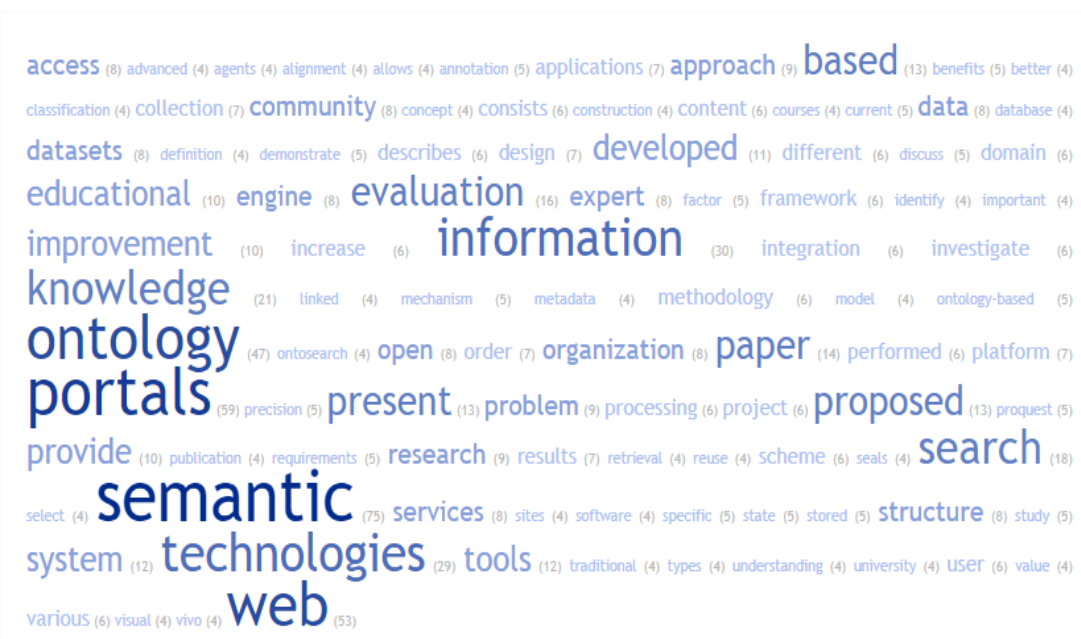 access (8) advanced (4) agents (4) alignment (4) allows (4) annotation (5) applications (7) approach (9) based (13) benefits (5) better (4)
classification (4) collection (7) community (8) concept (4) consists (6) construction (4) content (6) courses (4) current (5) data (8) database (4)
datasets (8) definition (4) demonstrate (5) describes (6) design (7) developed (11) different (6) discuss (5) domain (6)
educational (10) engine (8) evaluation (16) expert (8) factor (5) framework (6) identify (4) important (4)
improvement (10) increase (6) information (30) integration (6) investigate (6)
knowledge (21) linked (4) mechanism (5) metadata (4) methodology (6) model (4) ontology-based (5)
ontology (47) ontosearch (4) open (8) order (7) organization (8) paper (14) performed (6) platform (7)
portals (59) precision (5) present (13) problem (9) processing (6) project (6) proposed (13) proquest (5)
provide (10) publication (4) requirements (5) research (9) results (7) retrieval (4) reuse (4) scheme (6) seals (4) search (18)
select (4) semantic (75) services (8) sites (4) software (4) specific (5) state (5) stored (5) structure (8) study (5)
system (12) technologies (29) tools (12) traditional (4) types (4) understanding (4) university (4) user (6) value (4)
various (6) visual (4) vivo (4) web (53)